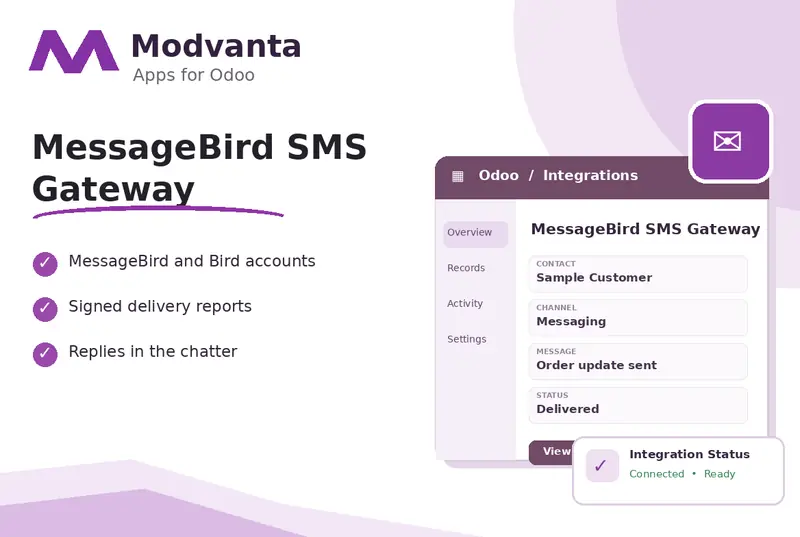 Modvanta
Apps for Odoo
MessageBird SMS
Gateway
✓ MessageBird and Bird accounts
✓ Signed delivery reports
✓ Replies in the chatter
Odoo / Integrations
Overview
Records
Activity
Settings
MessageBird SMS Gateway
CONTACT
Sample Customer
CHANNEL
Messaging
MESSAGE
Order update sent
STATUS
Delivered
View
Integration Status
Connected • Ready